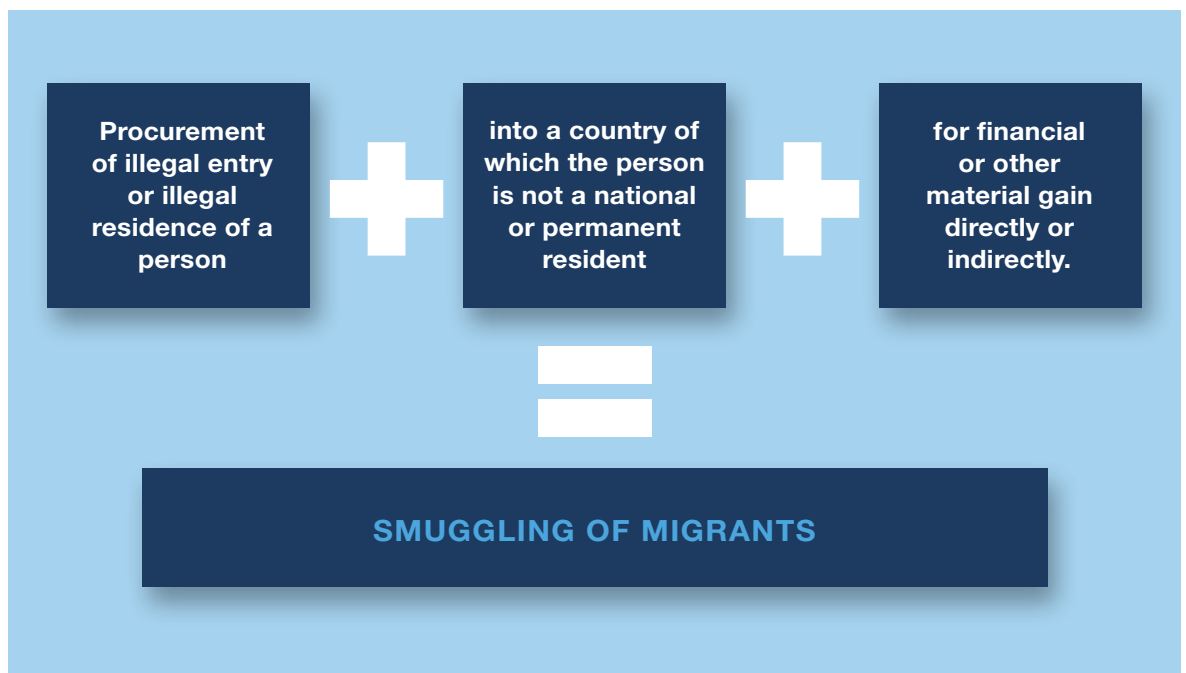 Procurement
of illegal entry
or illegal
residence of a
person
into a country of
which the person
is not a national
or permanent
resident
for financial
or other
material gain
directly or
indirectly.
SMUGGLING OF MIGRANTS